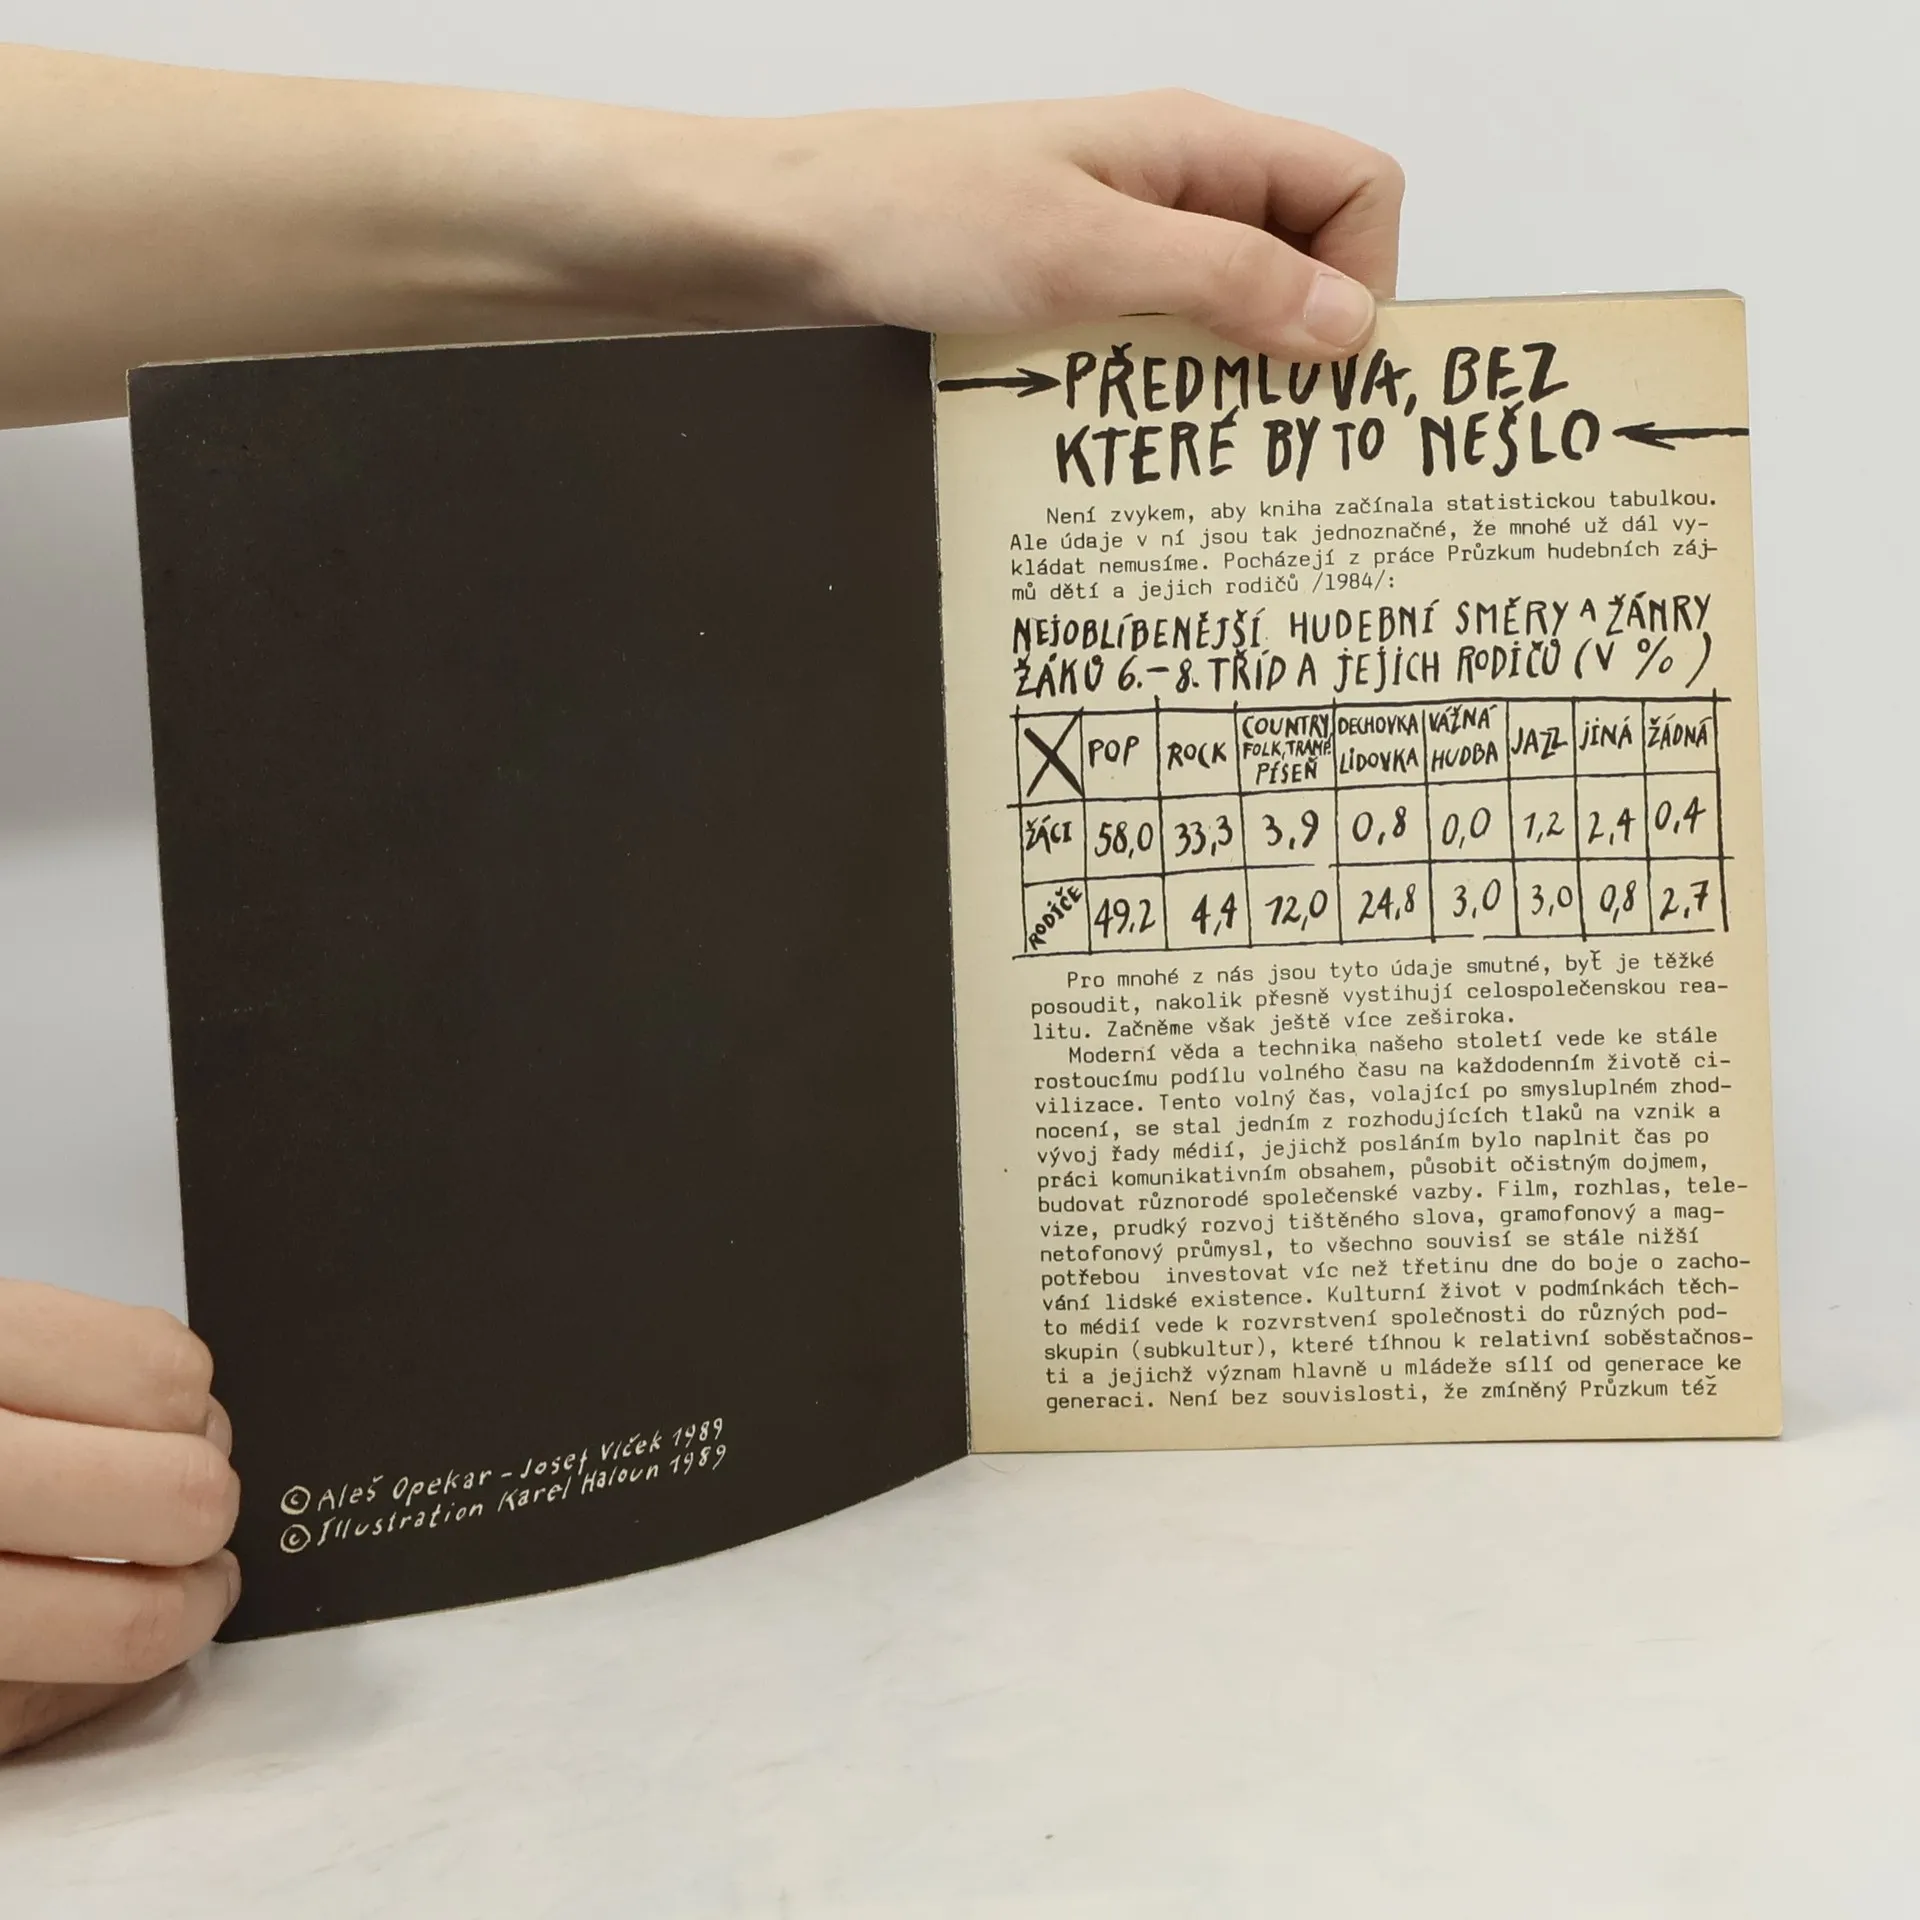 © Aleš Opekar – Josef Vlček 1989
© Illustration Karel Haloun 1989
PŘEDMLUVA, BEZ
KTERÉ BY TO NEŠLO
Není zvykem, aby kniha začínala statistickou tabulkou.
Ale údaje v ní jsou tak jednoznačné, že mnohé už dál vy-
kládat nemusíme. Pocházejí z práce Průzkum hudebních záj-
mů dětí a jejich rodičů /1984/:
NEJOBLÍBENĚJŠÍ HUDEBNÍ SMĚRY A ŽÁNRY
ŽÁKŮ 6.–8. TŘÍD A JEJICH RODIČŮ (V %)
X POP ROCK COUNTRY, FOLK, TRAMP. PÍSEŇ DECHOVKA LIDOVKA VÁŽNÁ HUDBA JAZZ JINÁ ŽÁDNÁ
ŽÁCI 58,0 33,3 3,9 0,8 0,0 1,2 2,4 0,4
RODIČE 49,2 4,4 12,0 24,8 3,0 3,0 0,8 2,7
Pro mnohé z nás jsou tyto údaje smutné, byť je těžké
posoudit, nakolik přesně vystihují celospolečenskou rea-
litu. Začněme však ještě více zeširoka.
Moderní věda a technika našeho století vede ke stále
rostoucímu podílu volného času na každodenním životě ci-
vilizace. Tento volný čas, volající po smysluplném zhod-
nocení, se stal jedním z rozhodujících tlaků na vznik a
vývoj řady médií, jejichž posláním bylo naplnit čas po
práci komunikativním obsahem, působit očistným dojmem,
budovat různorodé společenské vazby. Film, rozhlas, tele-
vize, prudký rozvoj tištěného slova, gramofonový a mag-
netofonový průmysl, to všechno souvisí se stále nižší
potřebou investovat víc než třetinu dne do boje o zacho-
vání lidské existence. Kulturní život v podmínkách těch-
to médií vede k rozvrstvení společnosti do různých pod-
skupin (subkultur), které tíhnou k relativní soběstačnos-
ti a jejichž význam hlavně u mládeže sílí od generace ke
generaci. Není bez souvislosti, že zmíněný Průzkum též